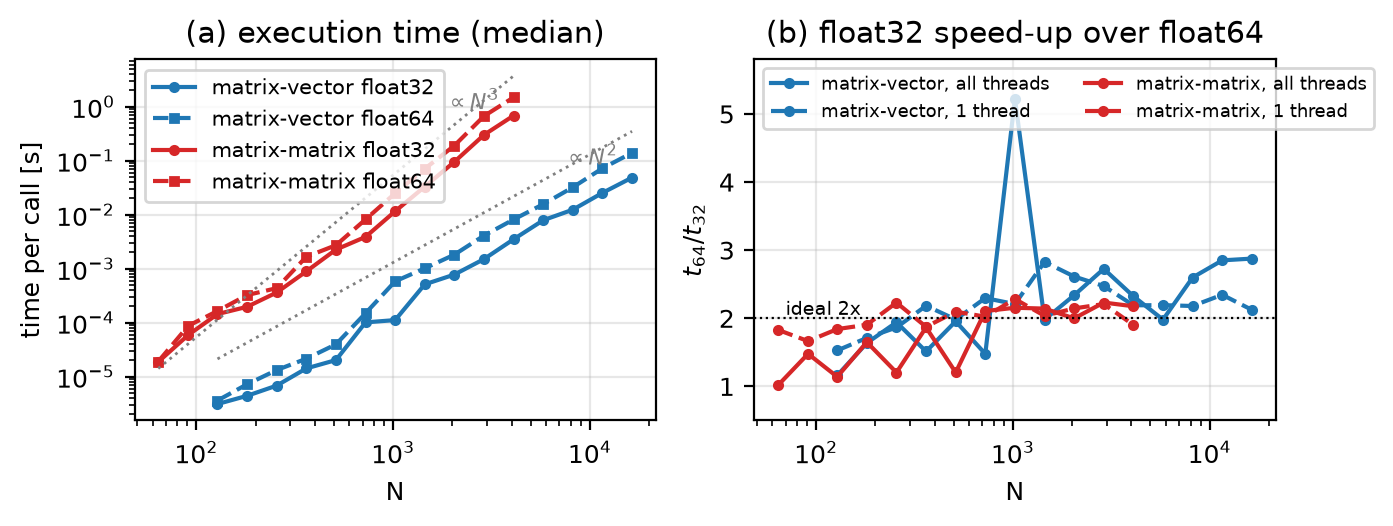 (a) execution time (median)
time per call [s]
10⁰
10⁻¹
10⁻²
10⁻³
10⁻⁴
10⁻⁵
matrix-vector float32
matrix-vector float64
matrix-matrix float32
matrix-matrix float64
∝ N³
∝ N²
10²
10³
10⁴
N
(b) float32 speed-up over float64
t₆₄/t₃₂
5
4
3
2
1
matrix-vector, all threads
matrix-vector, 1 thread
matrix-matrix, all threads
matrix-matrix, 1 thread
ideal 2x
10²
10³
10⁴
N